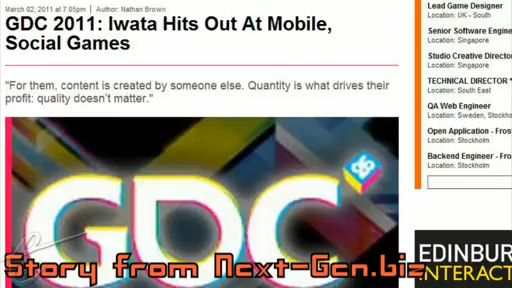 March 02, 2011 at 7.05pm | Author: Nathan Brown
GDC 2011: Iwata Hits Out At Mobile,
Social Games
"For them, content is created by someone else. Quantity is what drives their
profit: quality doesn't matter."
GDC
Story from Next-Gen.biz
Lead Game Designer
Location: UK - South
Senior Software Engine
Location: Singapore
Studio Creative Directo
Location: Singapore
TECHNICAL DIRECTOR *
Location: South East
QA Web Engineer
Location: Sweden, Stockho
Open Application - Fros
Location: Stockholm
Backend Engineer - Fro
Location: Stockholm
EDINBUR
INTERACT